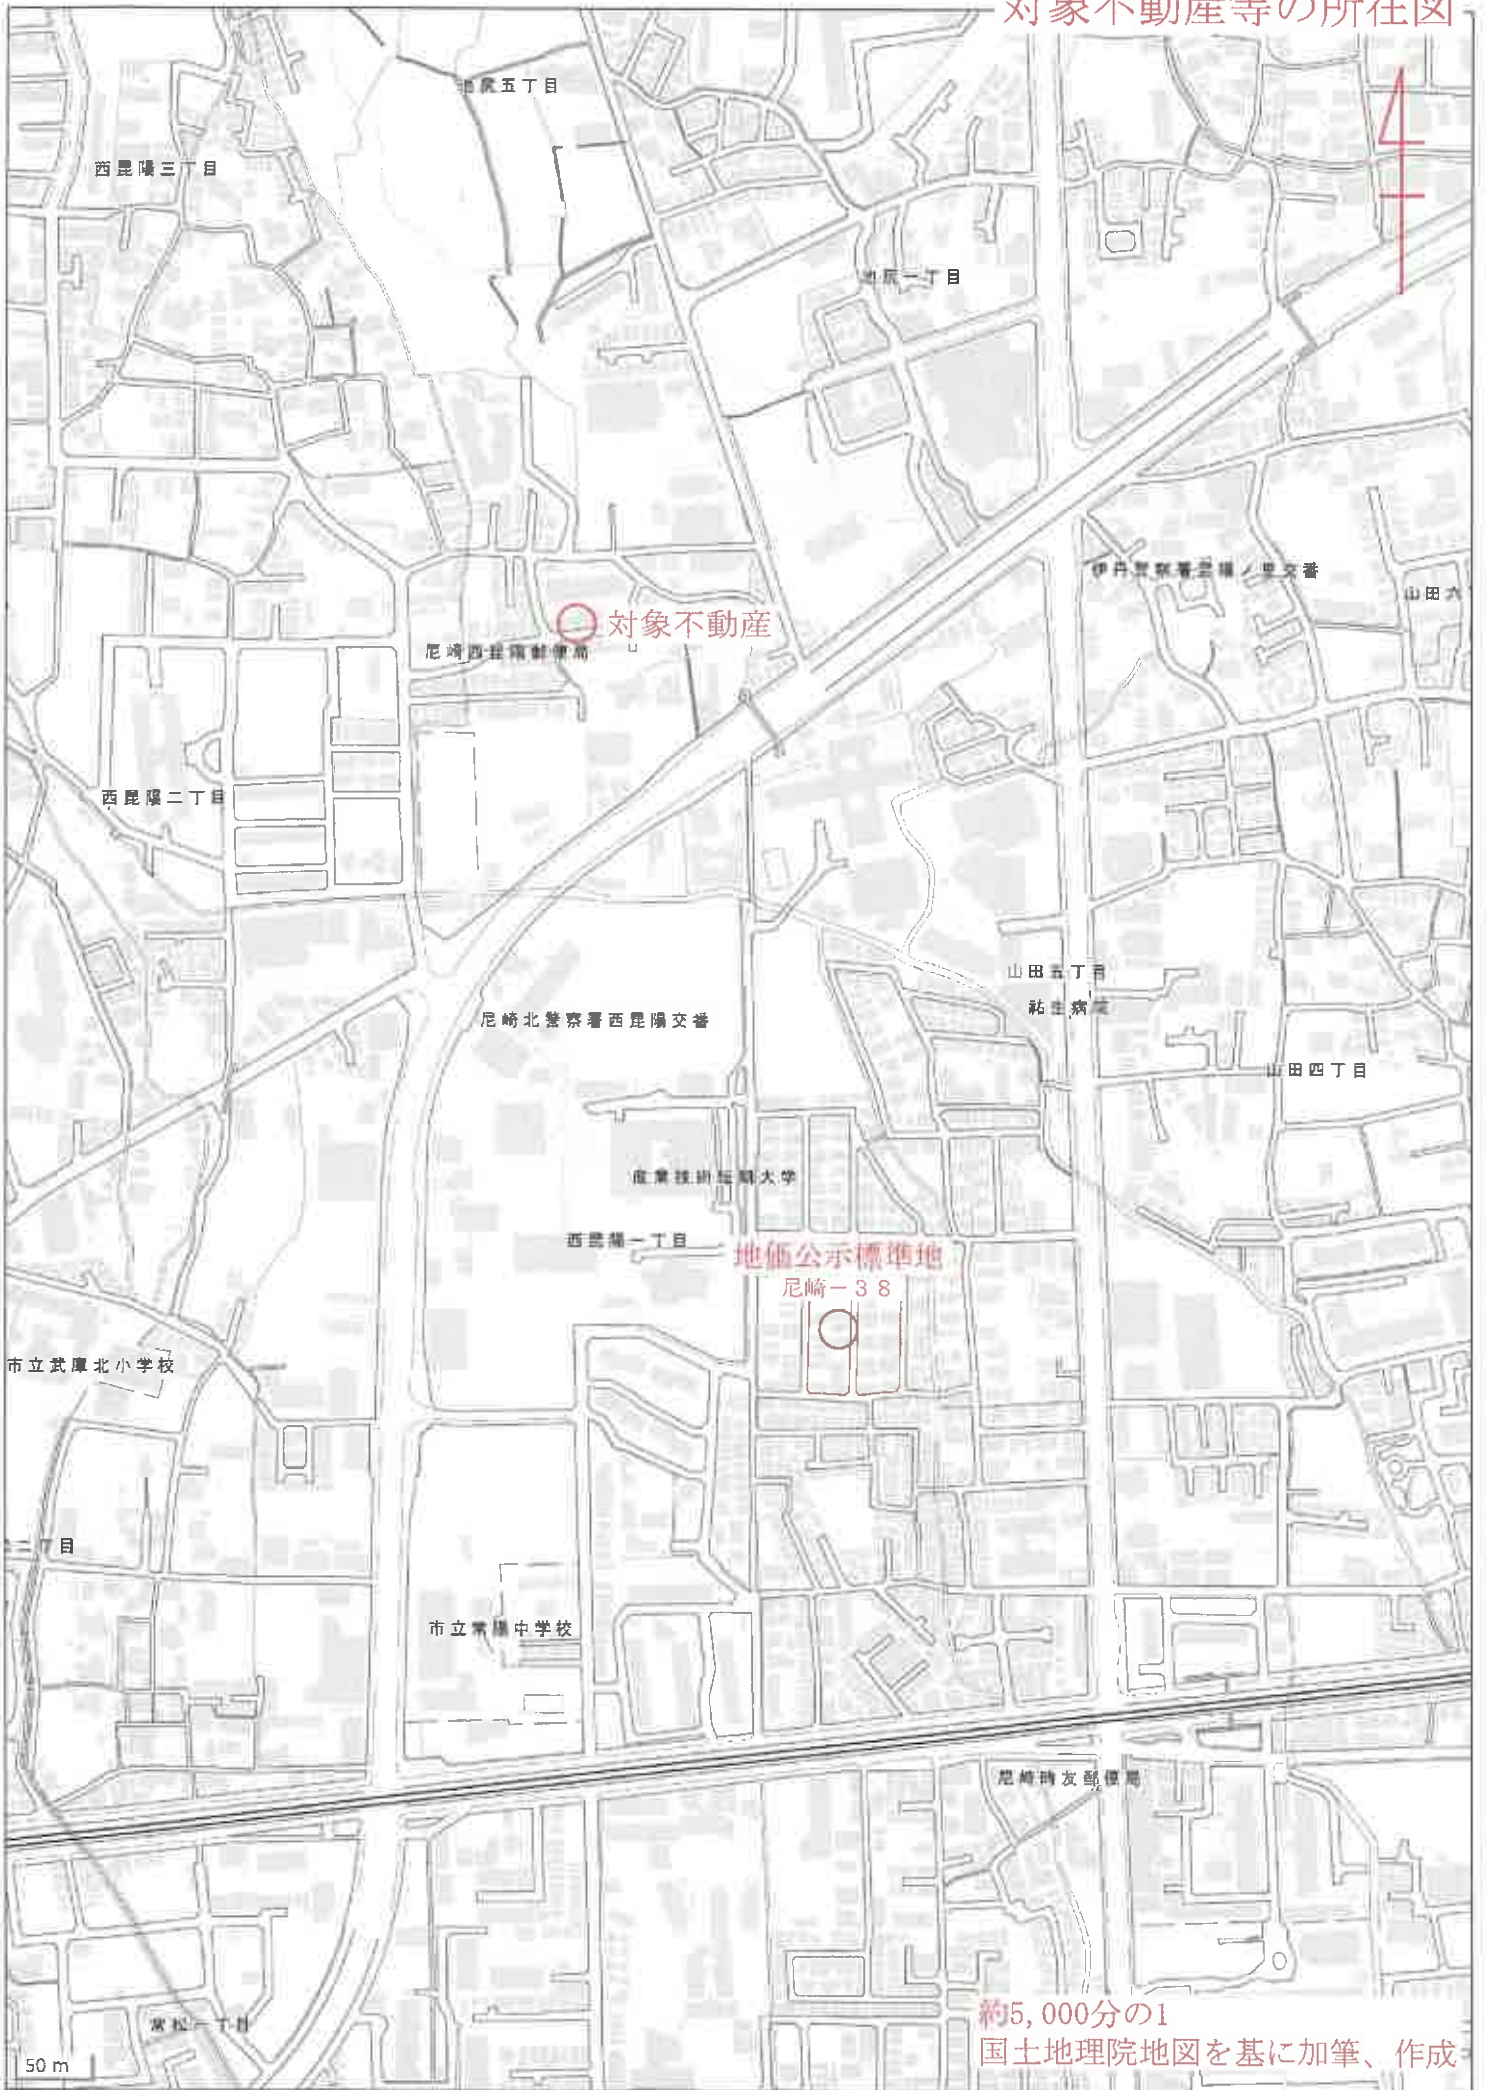 対象不動産等の所在図
池尻五丁目
西昆陽三丁目
池尻一丁目
伊丹警察署昆陽ノ里交番
山田六
対象不動産
尼崎西昆陽郵便局
西昆陽二丁目
山田五丁目
祐生病院
尼崎北警察署西昆陽交番
山田四丁目
産業技術短期大学
西昆陽一丁目
地価公示標準地
尼崎－３８
市立武庫北小学校
二丁目
市立常陽中学校
尼崎時友郵便局
約5,000分の1
常松一丁目
国土地理院地図を基に加筆、作成
50 m